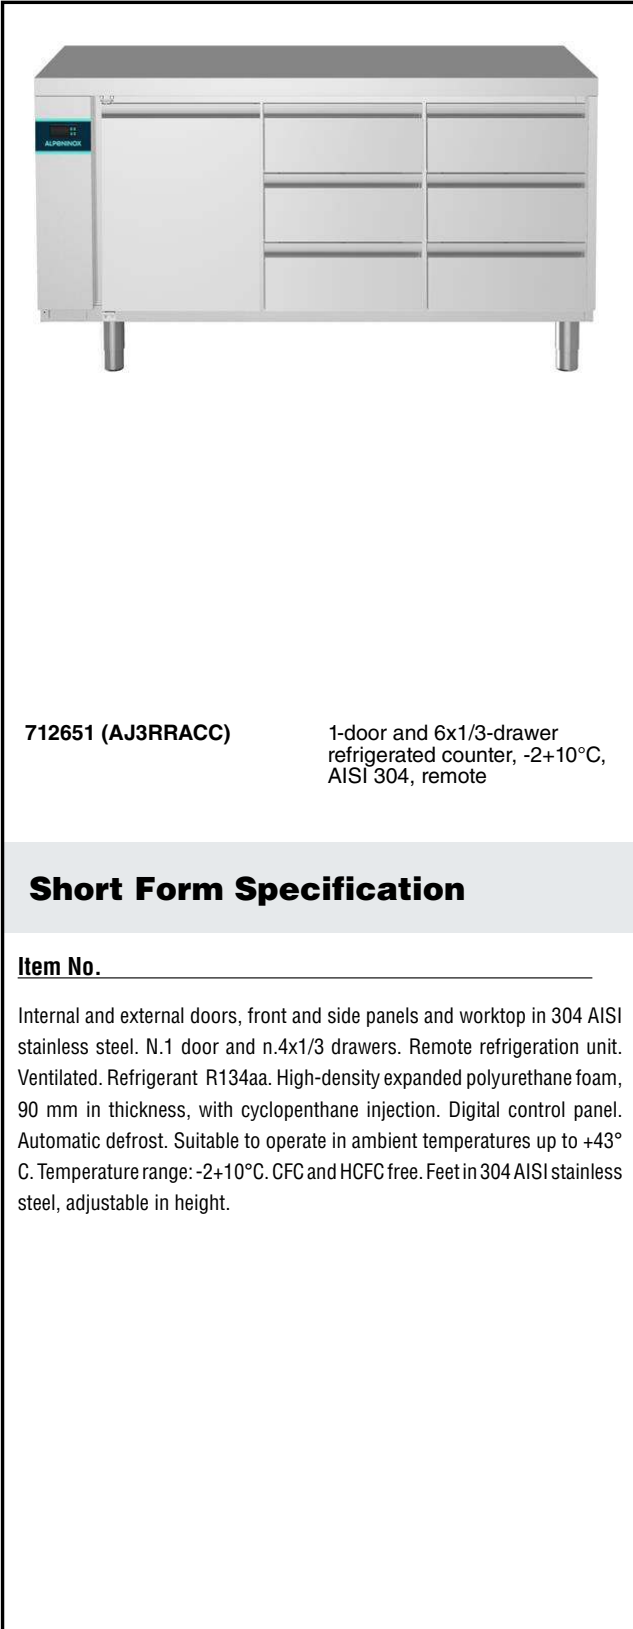 ALPENINOX
712651 (AJ3RRACC)
1-door and 6x1/3-drawer
refrigerated counter, -2+10°C,
AISI 304, remote
Short Form Specification
Item No.
Internal and external doors, front and side panels and worktop in 304 AISI
stainless steel. N.1 door and n.4x1/3 drawers. Remote refrigeration unit.
Ventilated. Refrigerant R134aa. High-density expanded polyurethane foam,
90 mm in thickness, with cyclopenthane injection. Digital control panel.
Automatic defrost. Suitable to operate in ambient temperatures up to +43°
C. Temperature range: -2+10°C. CFC and HCFC free. Feet in 304 AISI stainless
steel, adjustable in height.